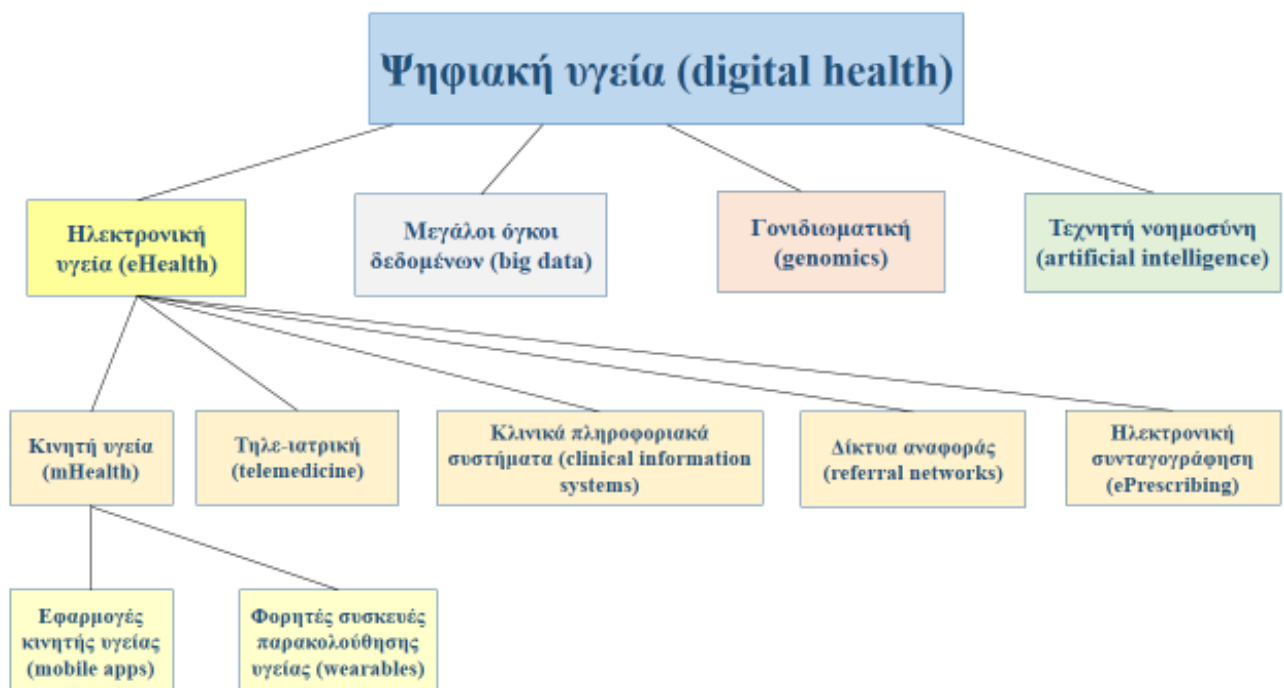 Ψηφιακή υγεία (digital health)
Ηλεκτρονική
υγεία (eHealth)
Μεγάλοι όγκοι
δεδομένων (big data)
Γονιδιωματική
(genomics)
Τεχνητή νοημοσύνη
(artificial intelligence)
Κινητή υγεία
(mHealth)
Τηλε-ιατρική
(telemedicine)
Κλινικά πληροφοριακά
συστήματα (clinical information
systems)
Δίκτυα αναφοράς
(referral networks)
Ηλεκτρονική
συνταγογράφηση
(ePrescribing)
Εφαρμογές
κινητής υγείας
(mobile apps)
Φορητές συσκευές
παρακολούθησης
υγείας (wearables)